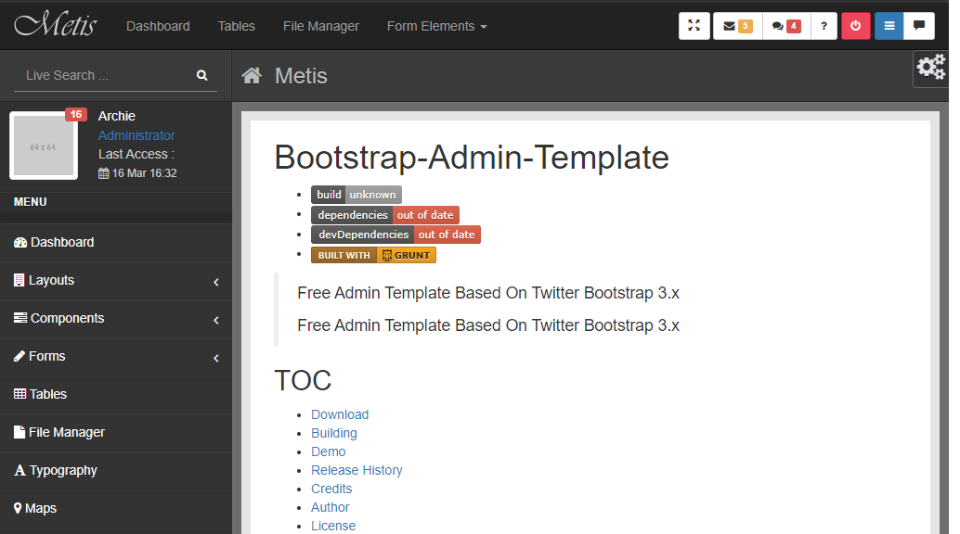 Metis Dashboard Tables File Manager Form Elements 5 4 ?
Live Search ...
Metis
64 x 64
16
Archie
Administrator
Last Access :
16 Mar 16:32
MENU
Dashboard
Layouts
Components
Forms
Tables
File Manager
Typography
Maps
Bootstrap-Admin-Template
build unknown
dependencies out of date
devDependencies out of date
BUILT WITH GRUNT
Free Admin Template Based On Twitter Bootstrap 3.x
Free Admin Template Based On Twitter Bootstrap 3.x
TOC
Download
Building
Demo
Release History
Credits
Author
License